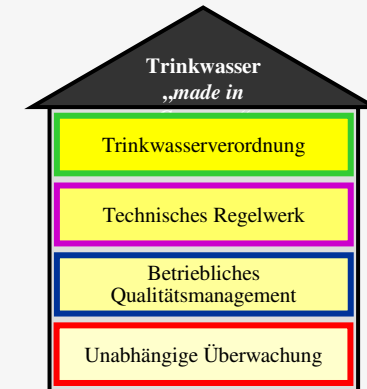 Trinkwasser
„made in
Trinkwasserverordnung
Technisches Regelwerk
Betriebliches
Qualitätsmanagement
Unabhängige Überwachung